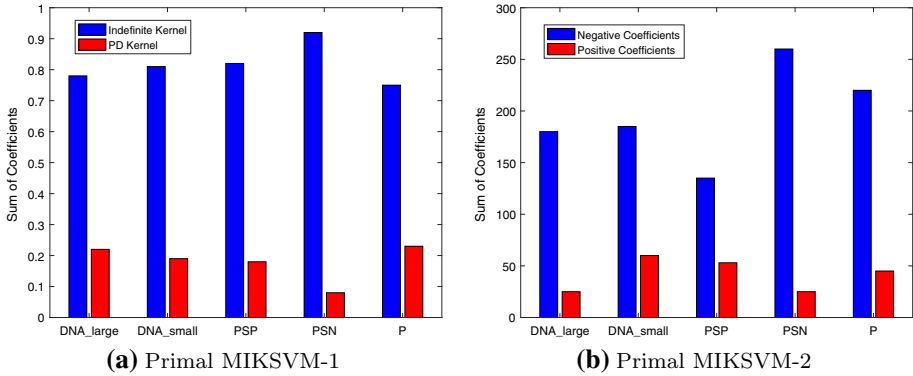 1
0.9
0.8
0.7
0.6
0.5
0.4
0.3
0.2
0.1
0
Sum of Coefficients
Indefinite Kernel
PD Kernel
DNA_large DNA_small PSP PSN P
(a) Primal MIKSVM-1
300
250
200
150
100
50
0
Sum of Coefficients
Negative Coefficients
Positive Coefficients
DNA_large DNA_small PSP PSN P
(b) Primal MIKSVM-2